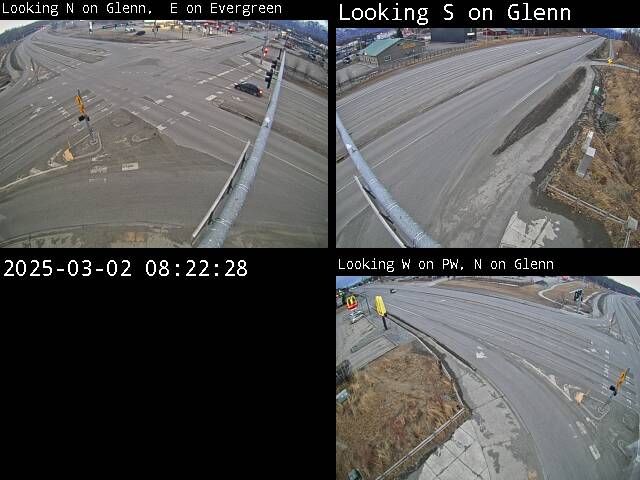 Looking N on Glenn,  E on Evergreen
Looking S on Glenn
2025-03-02 08:22:28
Looking W on PW, N on Glenn